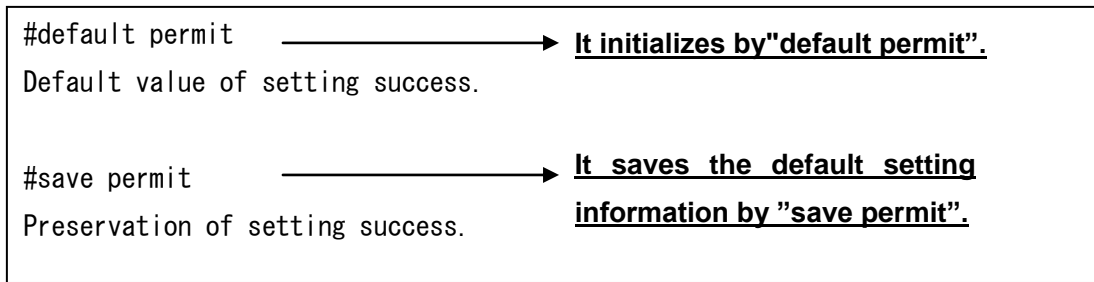 #default permit
It initializes by"default permit”.
Default value of setting success.
#save permit
It saves the default setting
information by ”save permit”.
Preservation of setting success.